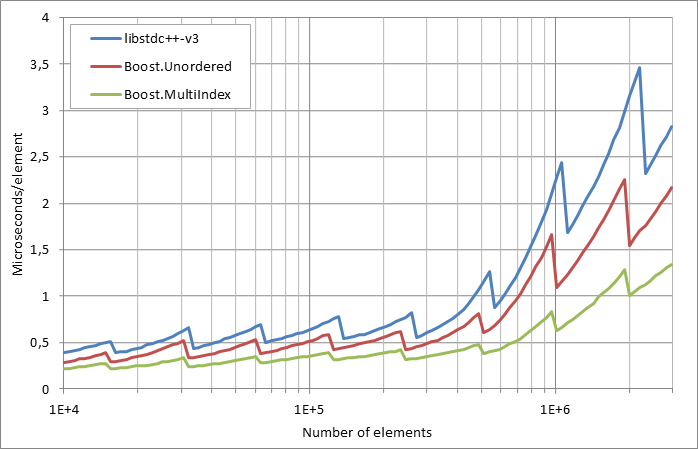 4
3,5
3
2,5
2
1,5
1
0,5
0
Microseconds/element
libstdc++-v3
Boost.Unordered
Boost.MultiIndex
1E+4
1E+5
1E+6
Number of elements